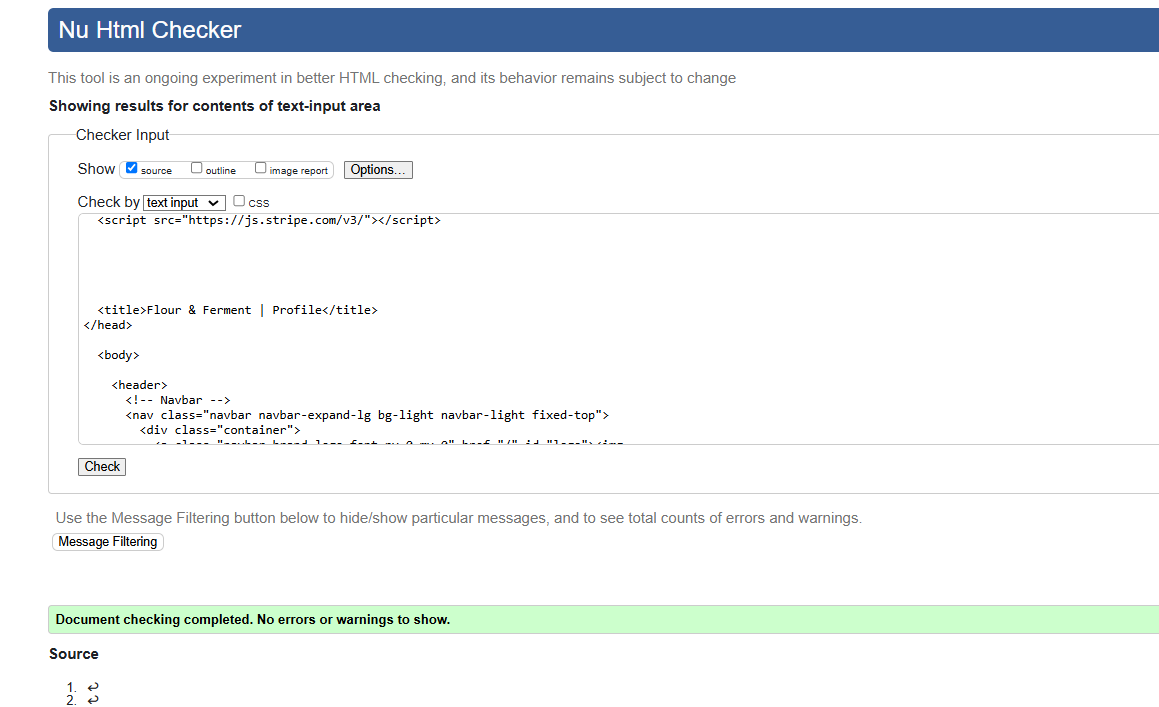 Nu Html Checker
This tool is an ongoing experiment in better HTML checking, and its behavior remains subject to change
Showing results for contents of text-input area
Checker Input
Show source outline image report Options...
Check by text input css
<script src="https://js.stripe.com/v3/"></script>
<title>Flour & Ferment | Profile</title>
</head>
<body>
<header>
<!-- Navbar -->
<nav class="navbar navbar-expand-lg bg-light navbar-light fixed-top">
<div class="container">
Check
Use the Message Filtering button below to hide/show particular messages, and to see total counts of errors and warnings.
Message Filtering
Document checking completed. No errors or warnings to show.
Source
1. ↩
2. ↩